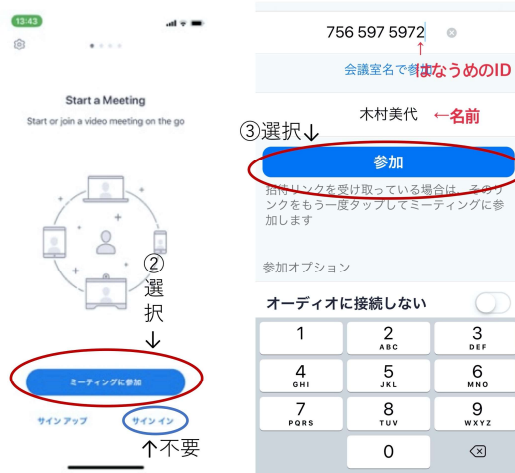 13:43
Start a Meeting
Start or join a video meeting on the go
②
選
択
↓
ミーティングに参加
サインアップ
サインイン
↑不要
756 597 5972
↑
会議室名で参加
はなうめのID
木村美代
←名前
③選択↓
参加
招待リンクを受け取っている場合は、そのリ
ンクをもう一度タップしてミーティングに参
加します
参加オプション
オーディオに接続しない
1
2
ABC
3
DEF
4
GHI
5
JKL
6
MNO
7
PQRS
8
TUV
9
WXYZ
0